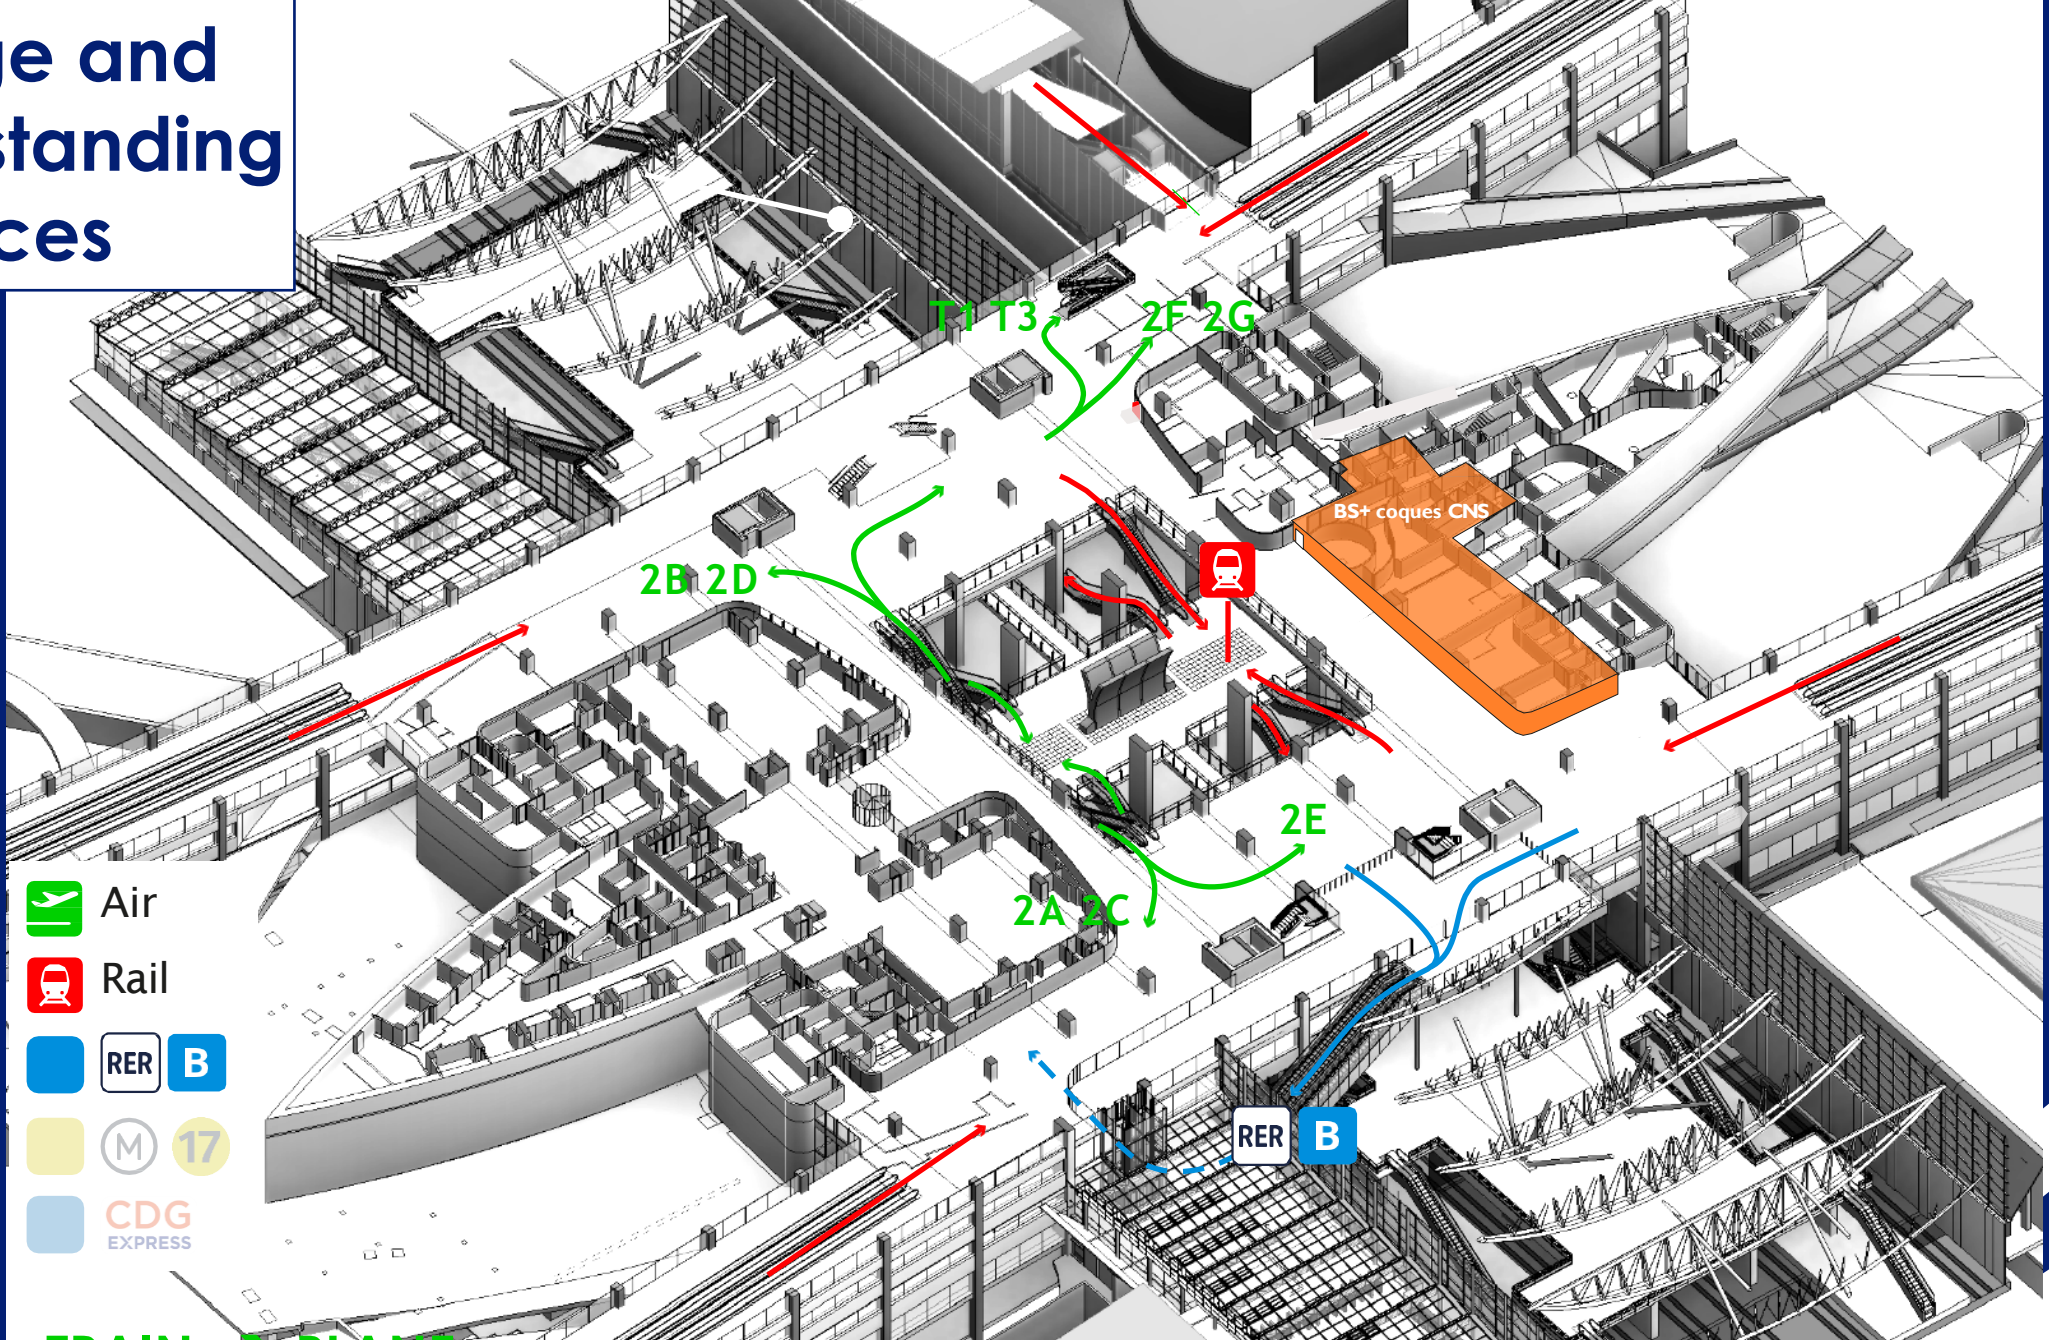 ge and
standing
ces
T1 T3
2F 2G
BS+ coques CNS
2B 2D
2E
2A 2C
Air
Rail
RER B
M 17
CDG
EXPRESS
RER B